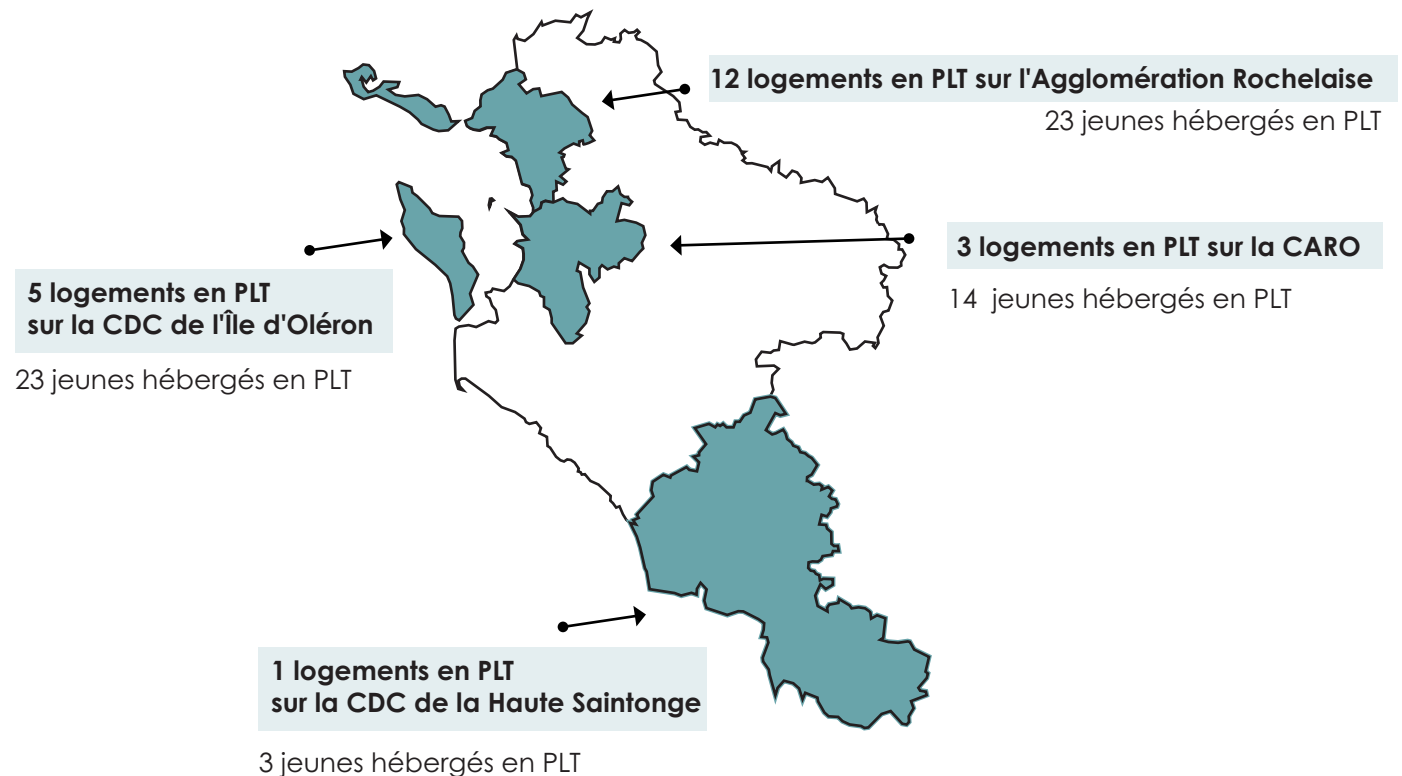 12 logements en PLT sur l'Agglomération Rochelaise
23 jeunes hébergés en PLT
3 logements en PLT sur la CARO
14 jeunes hébergés en PLT
5 logements en PLT
sur la CDC de l'Île d'Oléron
23 jeunes hébergés en PLT
1 logements en PLT
sur la CDC de la Haute Saintonge
3 jeunes hébergés en PLT